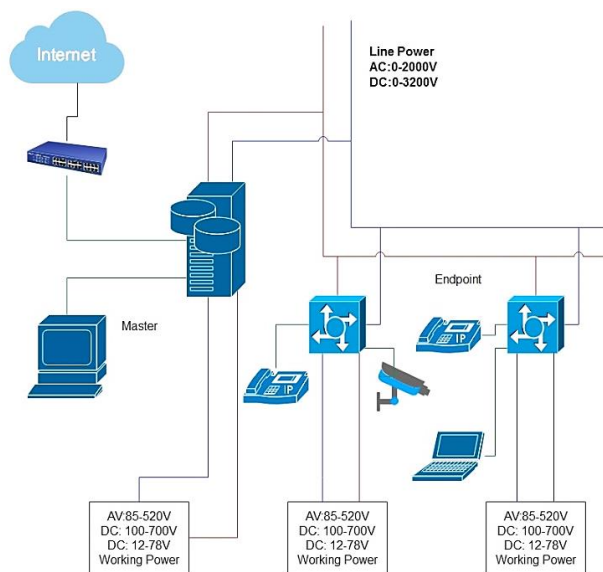 Internet
Line Power
AC:0-2000V
DC:0-3200V
Endpoint
Master
IP
IP
AV:85-520V
DC: 100-700V
DC: 12-78V
Working Power
AV:85-520V
DC: 100-700V
DC: 12-78V
Working Power
AV:85-520V
DC: 100-700V
DC: 12-78V
Working Power